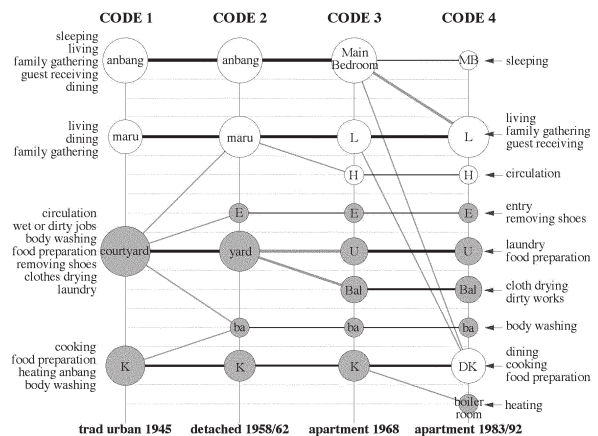 CODE 1 CODE 2 CODE 3 CODE 4
sleeping
living
family gathering
guest receiving
dining
anbang anbang Main
Bedroom MB sleeping
living
dining
family gathering
maru maru L L
living
family gathering
guest receiving
H H circulation
circulation
wet or dirty jobs
body washing
food preparation
removing shoes
clothes drying
laundry
E E E entry
removing shoes
courtyard yard U U laundry
food preparation
Bal Bal cloth drying
dirty works
ba ba ba body washing
cooking
food preparation
heating anbang
body washing
K K K DK dining
cooking
food preparation
boiler
room heating
trad urban 1945 detached 1958/62 apartment 1968 apartment 1983/92